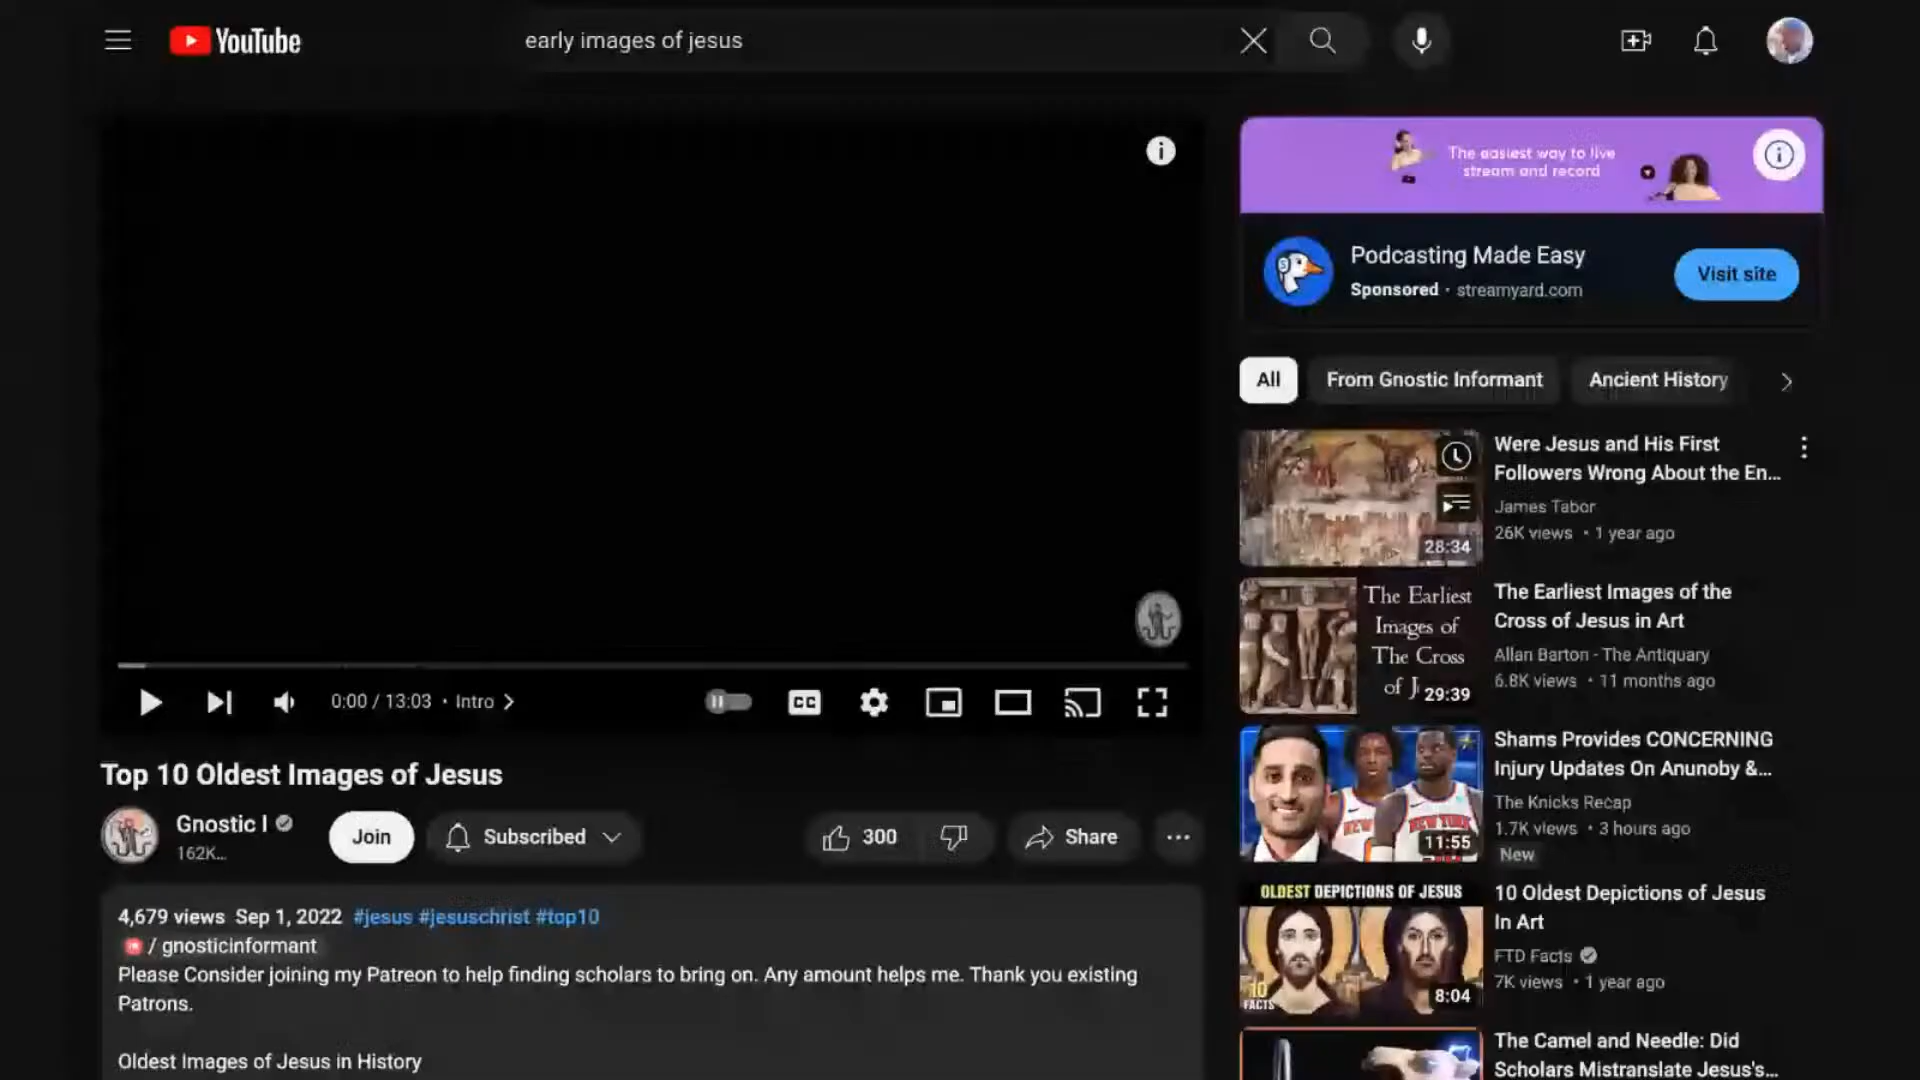 YouTube
early images of jesus
The easiest way to live
stream and record
Podcasting Made Easy
Sponsored · streamyard.com
Visit site
All
From Gnostic Informant
Ancient History
Were Jesus and His First
Followers Wrong About the En...
James Tabor
26K views • 1 year ago
28:34
The Earliest
Images of
The Cross
of J
29:39
The Earliest Images of the
Cross of Jesus in Art
Allan Barton - The Antiquary
6.8K views • 11 months ago
CC
0:00 / 13:03 • Intro
Top 10 Oldest Images of Jesus
Gnostic I
162K...
Join
Subscribed
300
Share
Shams Provides CONCERNING
Injury Updates On Anunoby &...
The Knicks Recap
1.7K views • 3 hours ago
New
NEW YORK
11:55
OLDEST DEPICTIONS OF JESUS
10
FACTS
8:04
10 Oldest Depictions of Jesus
In Art
FTD Facts
7K views • 1 year ago
4,679 views Sep 1, 2022 #jesus #jesuschrist #top10
/ gnosticinformant
Please Consider joining my Patreon to help finding scholars to bring on. Any amount helps me. Thank you existing
Patrons.
Oldest Images of Jesus in History
The Camel and Needle: Did
Scholars Mistranslate Jesus's...